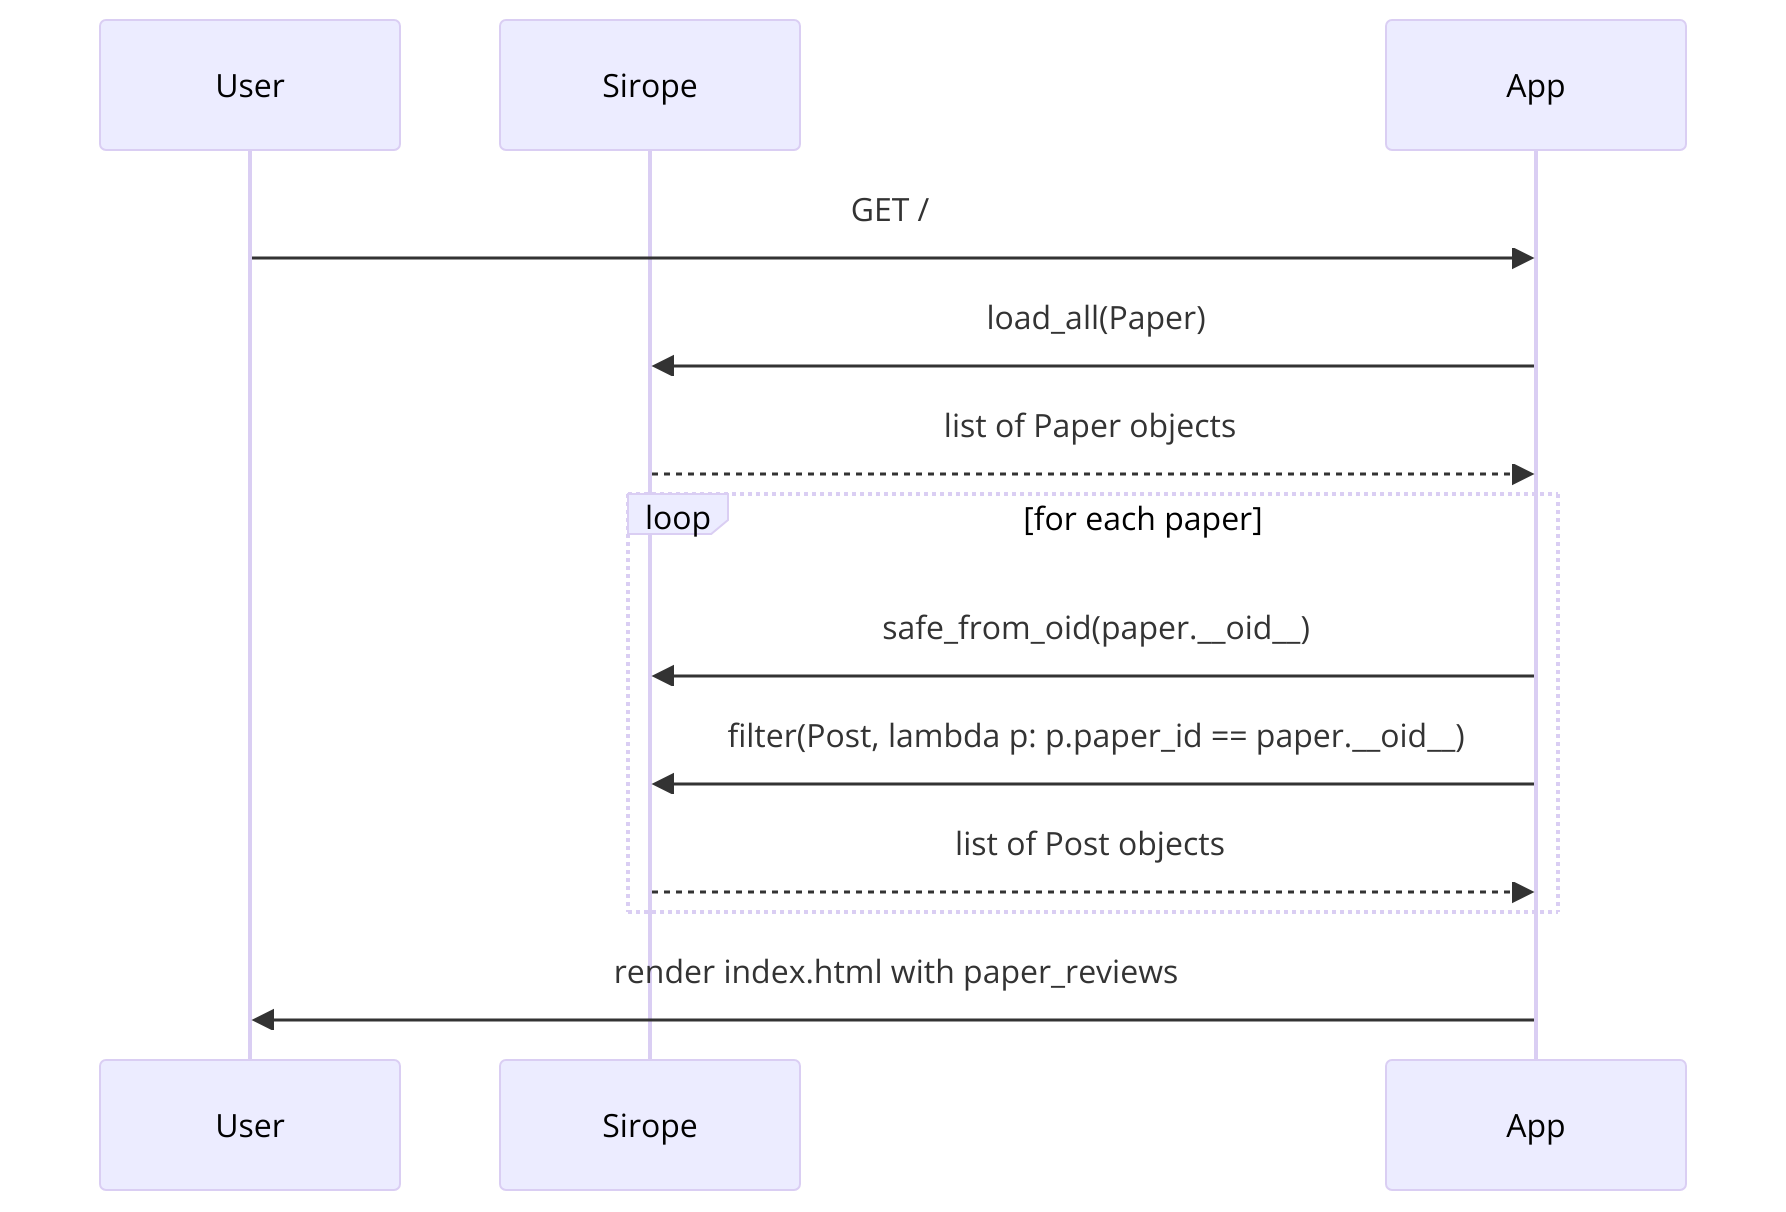 User
Sirope
App
GET /
load_all(Paper)
list of Paper objects
loop
[for each paper]
safe_from_oid(paper.__oid__)
filter(Post, lambda p: p.paper_id == paper.__oid__)
list of Post objects
render index.html with paper_reviews
User
Sirope
App